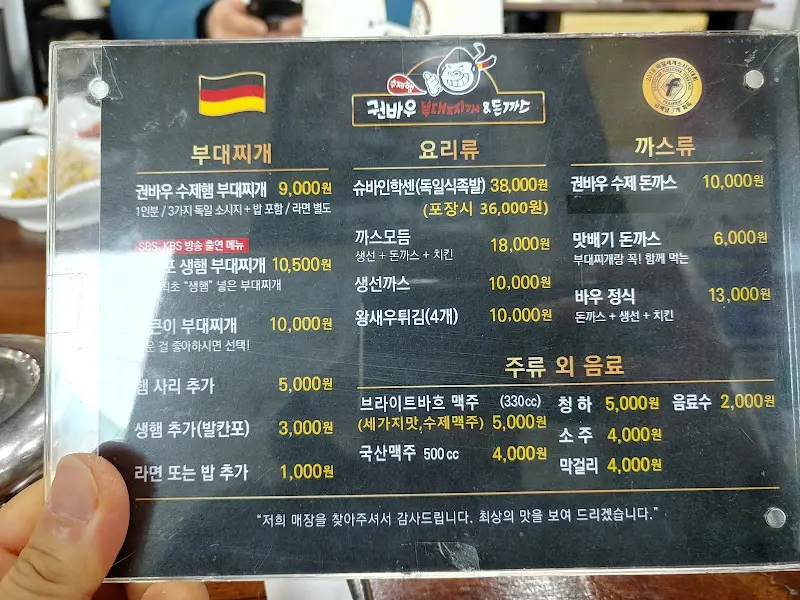 수제햄
권바우 부대찌개 & 돈까스
부대찌개
권바우 수제햄 부대찌개 9,000원
1인분 / 3가지 독일 소시지 + 밥 포함 / 라면 별도
SBS, KBS 방송 출연 메뉴
생햄 부대찌개 10,500원
"생햄" 넣은 부대찌개
부대찌개 10,000원
걸 좋아하시면 선택!
햄 사리 추가 5,000원
생햄 추가(발칸포) 3,000원
라면 또는 밥 추가 1,000원
요리류
슈바인학센(독일식족발) 38,000원
(포장시 36,000원)
까스모듬 18,000원
생선 + 돈까스 + 치킨
생선까스 10,000원
왕새우튀김(4개) 10,000원
까스류
권바우 수제 돈까스 10,000원
맛배기 돈까스 6,000원
부대찌개랑 꼭! 함께 먹는
바우 정식 13,000원
돈까스 + 생선 + 치킨
주류 외 음료
브라이트바흐 맥주 (330cc)
(세가지맛,수제맥주) 5,000원
국산맥주 500 cc 4,000원
청 하 5,000원 음료수 2,000원
소 주 4,000원
막걸리 4,000원
"저희 매장을 찾아주셔서 감사드립니다. 최상의 맛을 보여 드리겠습니다."